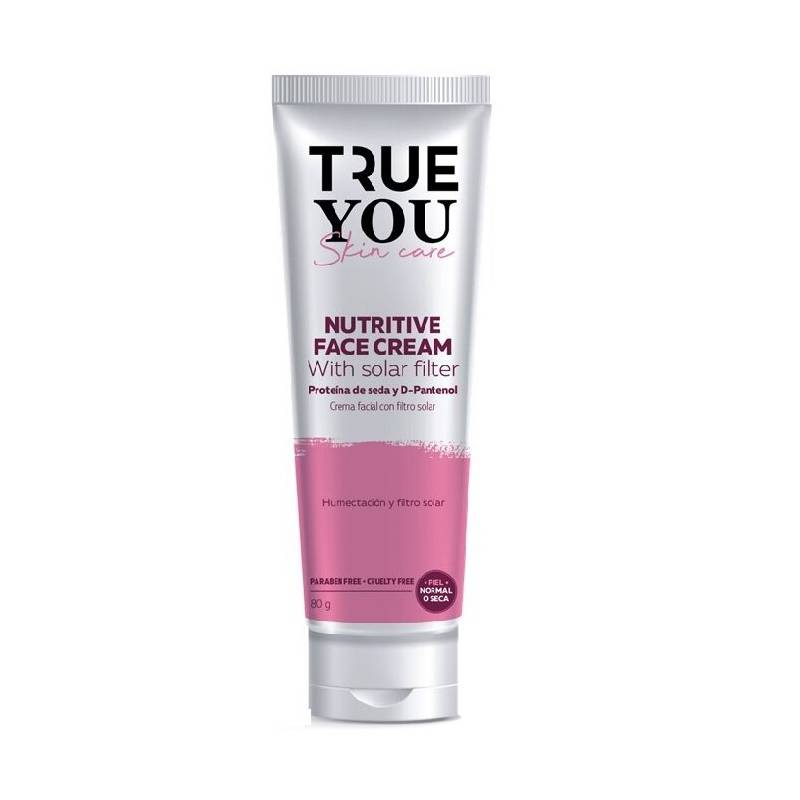 TRUE
YOU
Skin care
NUTRITIVE
FACE CREAM
With solar filter
Proteína de seda y D-Pantenol
Crema facial con filtro solar
Humectación y filtro solar
PARABEN FREE • CRUELTY FREE
80 g
• PIEL •
NORMAL
O SECA